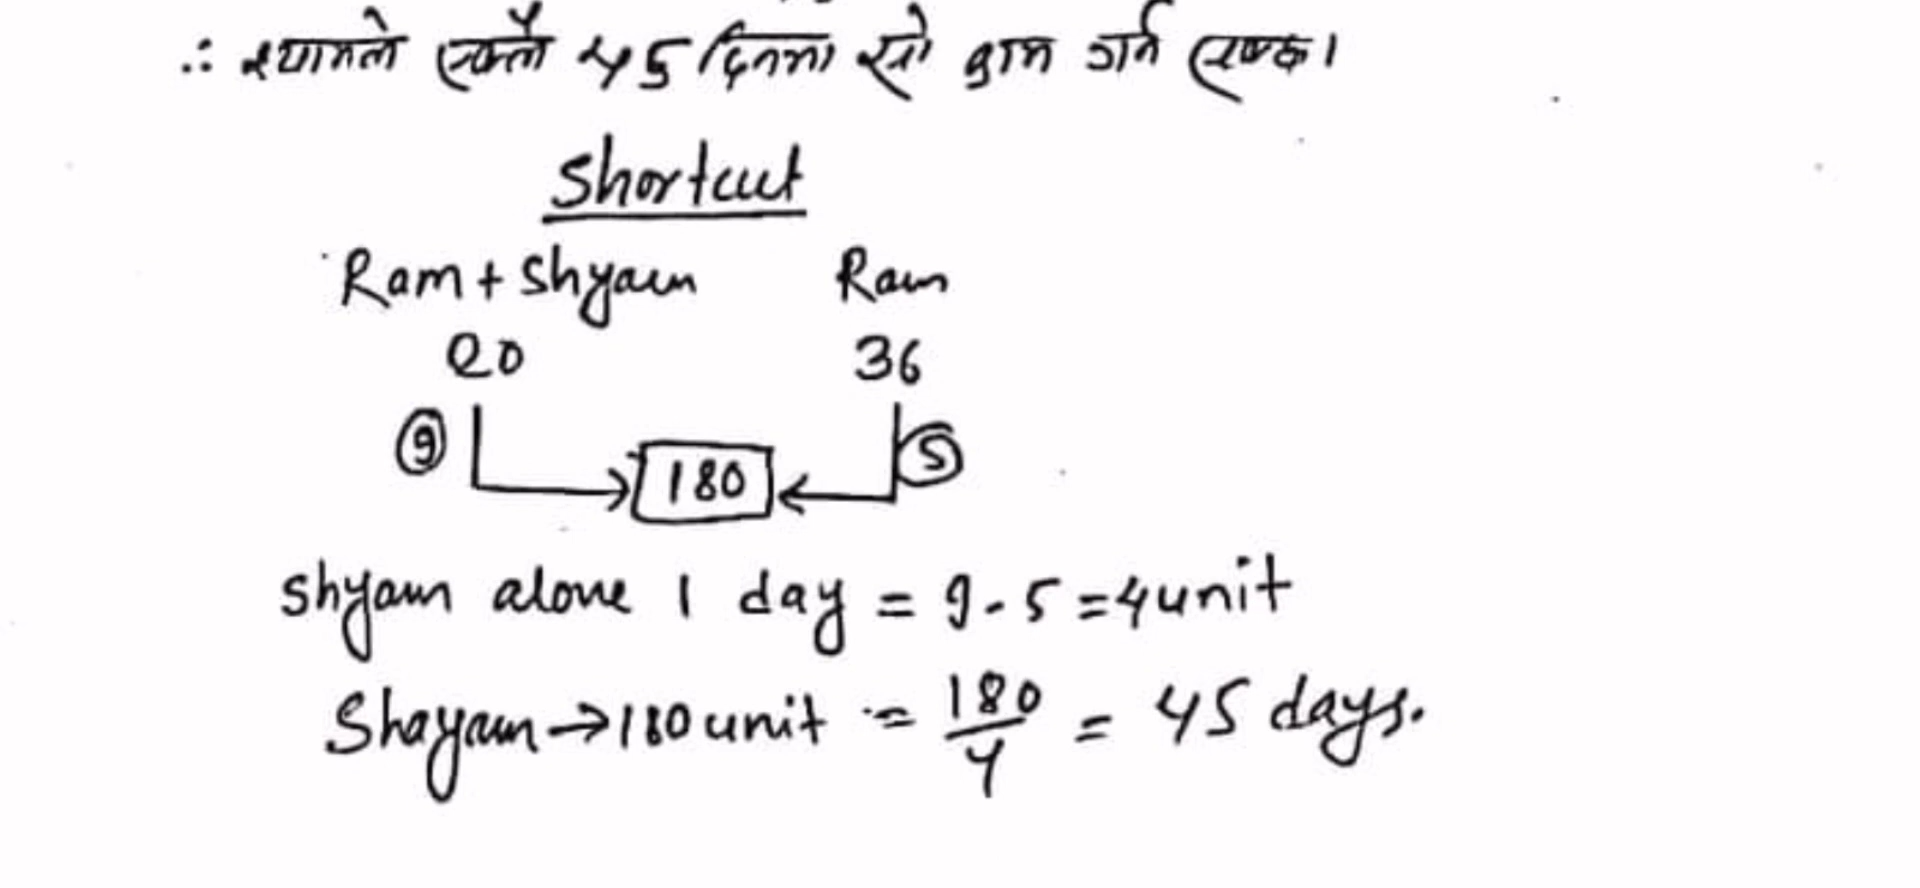 ∴ श्यामले एक्लै 45 दिनमा सो काम गर्न सक्छ।
Shortcut
Ram + Shyam Ram
20 36
9 180 5
Shyam alone 1 day = 9 - 5 = 4 unit
Shayam → 180 unit = 180/4 = 45 days.